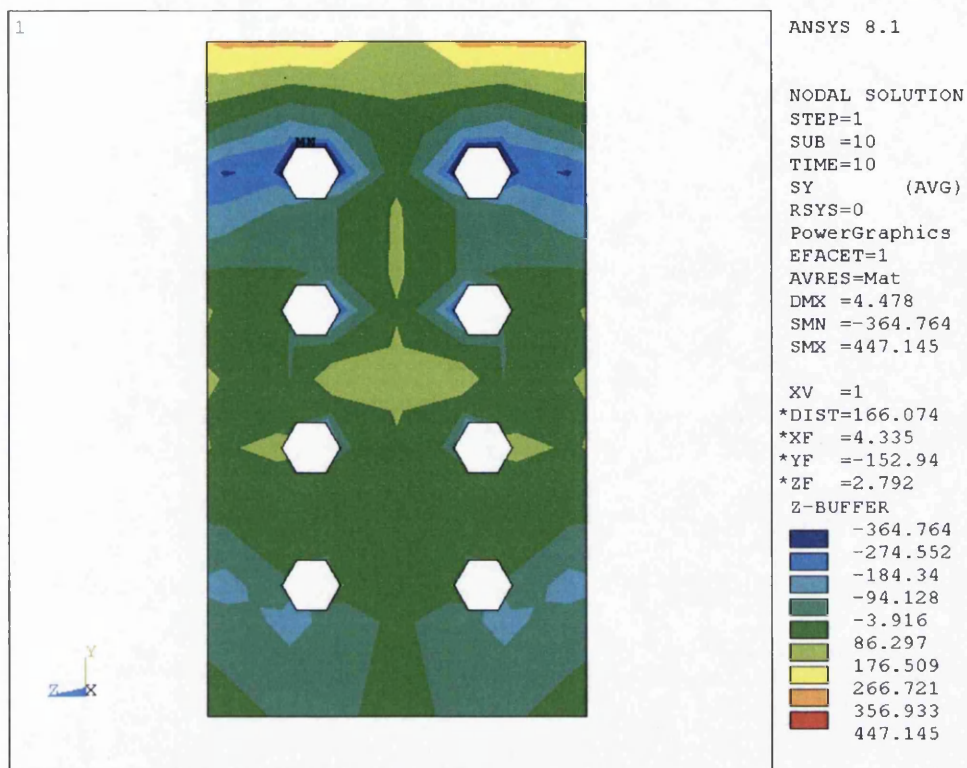 1
ANSYS 8.1
NODAL SOLUTION
STEP=1
SUB =10
TIME=10
SY (AVG)
RSYS=0
PowerGraphics
EFACET=1
AVRES=Mat
DMX =4.478
SMN =-364.764
SMX =447.145
XV =1
*DIST=166.074
*XF =4.335
*YF =-152.94
*ZF =2.792
Z-BUFFER
-364.764
-274.552
-184.34
-94.128
-3.916
86.297
176.509
266.721
356.933
447.145
MN
Y
Z X